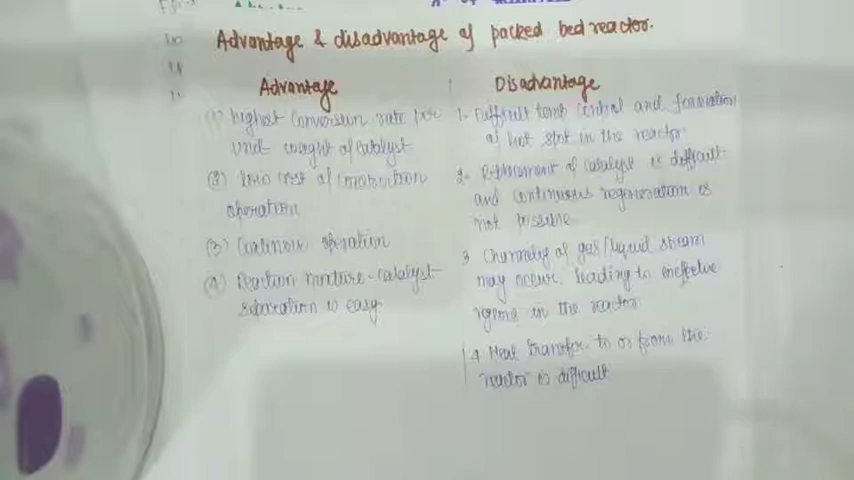 Advantage & disadvantage of packed bed reactor.
Advantage
(1) highest conversion rate per
unit weight of catalyst
(2) low cost of
operation
(3) operation
(4) Reaction mixture-catalyst
separation is easy
Disadvantage
1. Difficult temp control and formation
of hot spot in the reactor
2. Replacement of catalyst is difficult
and continuous regeneration is
not possible
3 Channeling of gas/liquid stream
may occur, leading to ineffective
regime in the reactor
4 Heat transfer to or from the
reactor is difficult